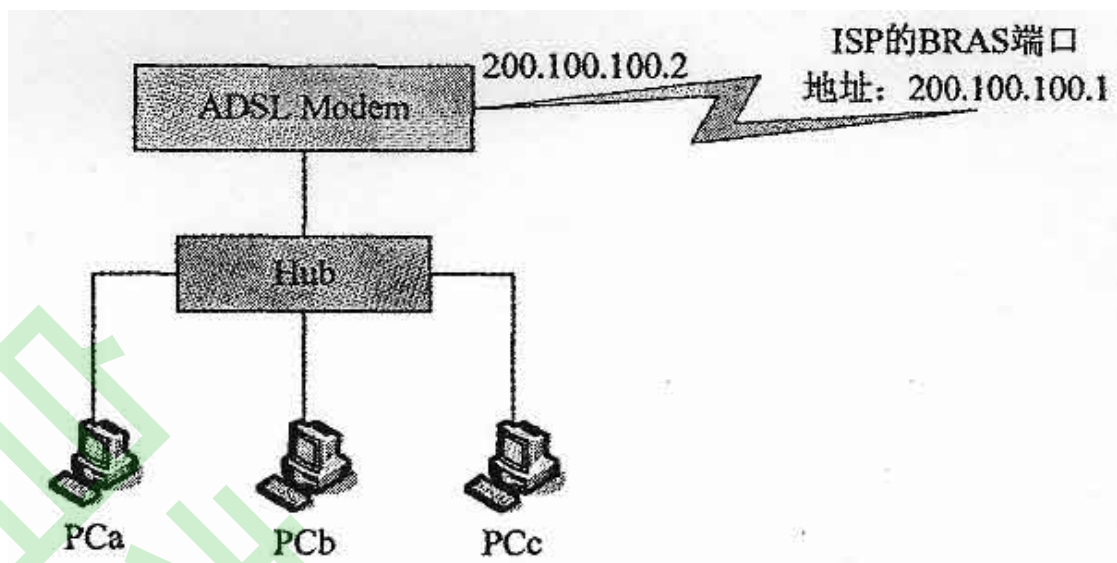 ISP的BRAS端口
200.100.100.2
地址：200.100.100.1
ADSL Modem
Hub
PCa
PCb
PCc